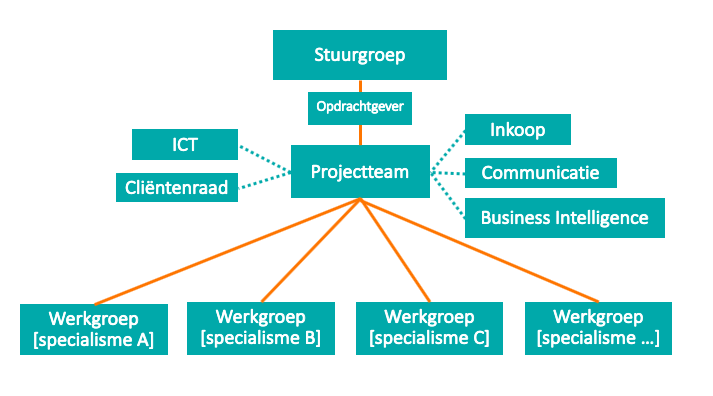 Stuurgroep
Opdrachtgever
Projectteam
ICT
Cliëntenraad
Inkoop
Communicatie
Business Intelligence
Werkgroep
[specialisme A]
Werkgroep
[specialisme B]
Werkgroep
[specialisme C]
Werkgroep
[specialisme ...]